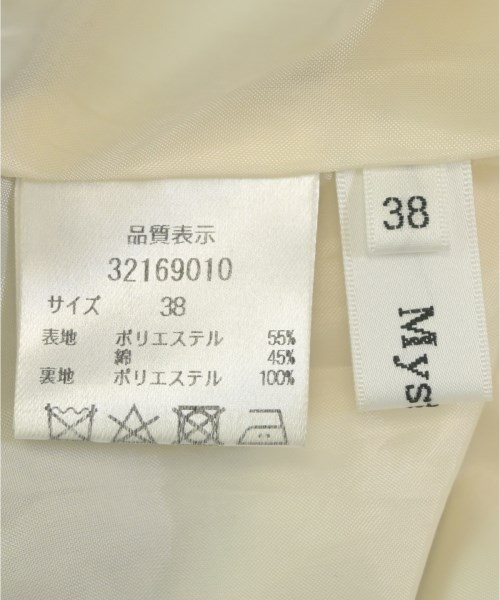 品質表示
32169010
サイズ 38
表地 ポリエステル 55%
綿 45%
裏地 ポリエステル 100%
38